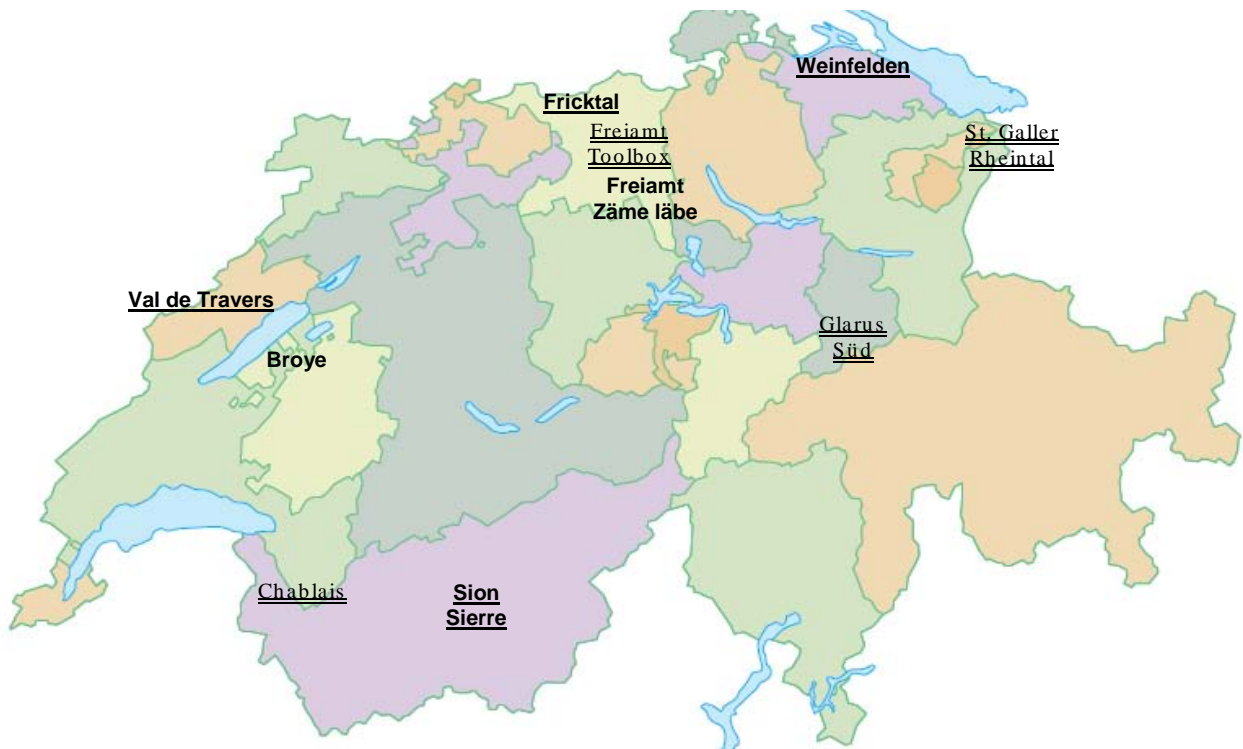 Weinfelden
Fricktal
Freiamt
Toolbox
St. Galler
Rheintal
Freiamt
Zäme läbe
Val de Travers
Glarus
Süd
Broye
Chablais
Sion
Sierre